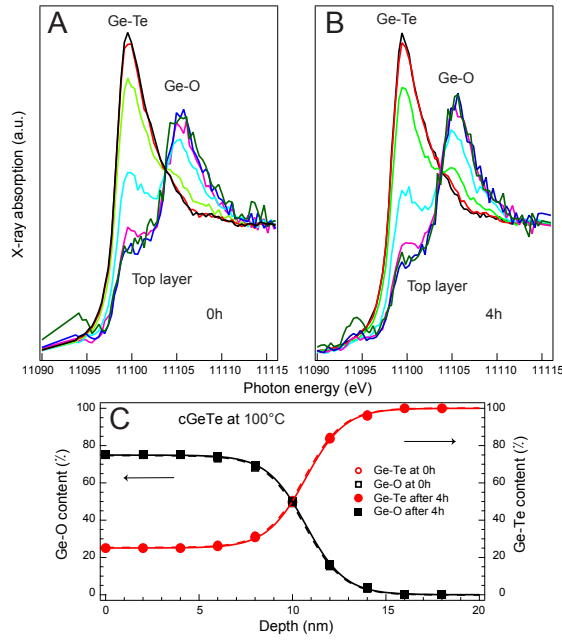 A
Ge-Te
Ge-O
Top layer
0h
B
Ge-Te
Ge-O
Top layer
4h
X-ray absorption (a.u.)
11090 11095 11100 11105 11110 11115
11090 11095 11100 11105 11110 11115
Photon energy (eV)
C
cGeTe at 100°C
Ge-Te at 0h
Ge-O at 0h
Ge-Te after 4h
Ge-O after 4h
100
80
60
40
20
0
Ge-O content (%)
100
80
60
40
20
0
Ge-Te content (%)
0 5 10 15 20
Depth (nm)